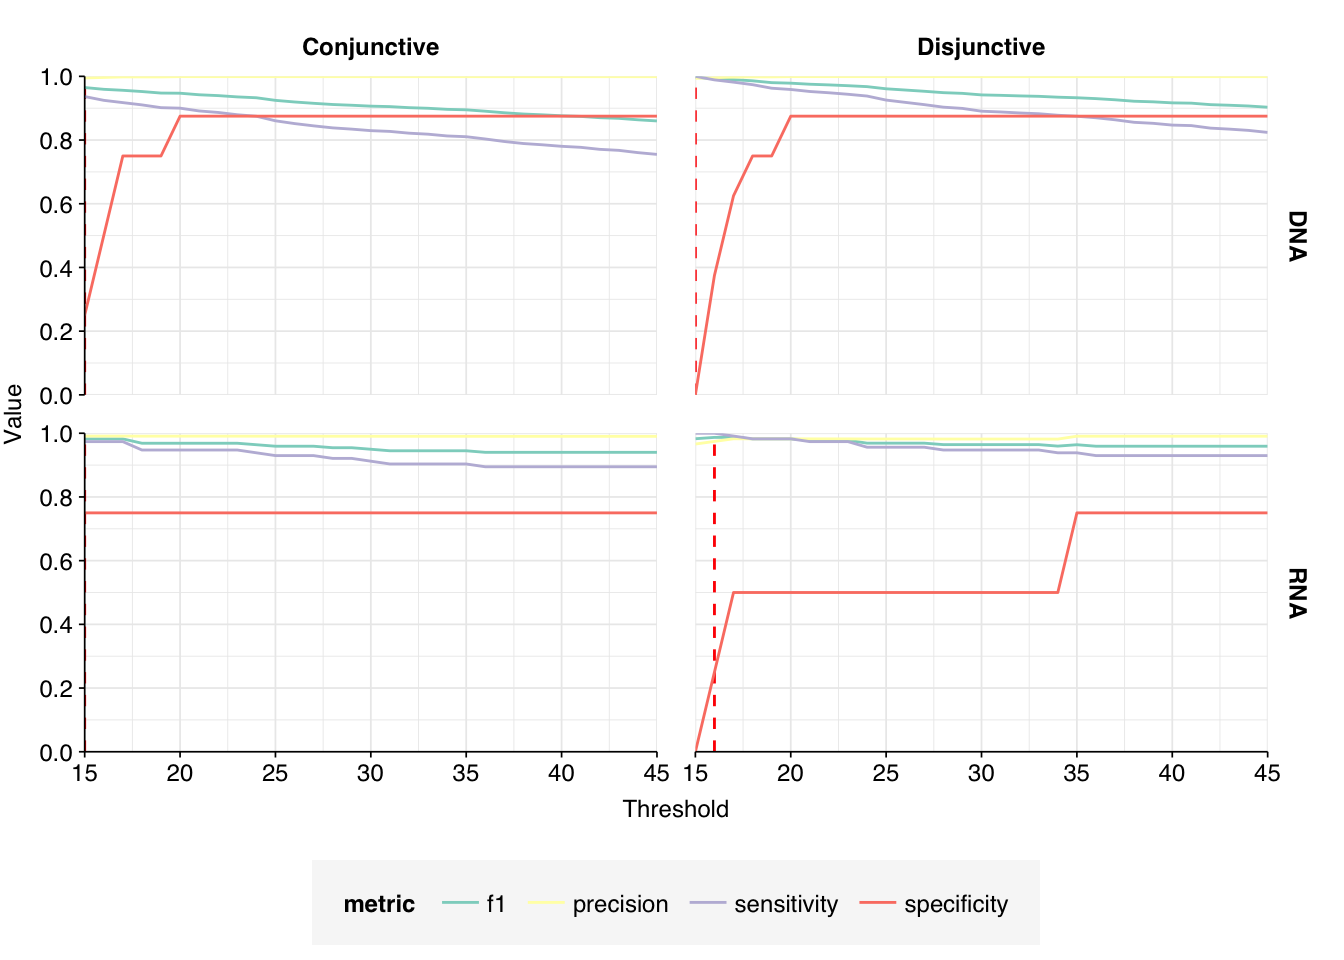 Conjunctive Disjunctive
1.0
0.8
0.6
0.4
0.2
0.0
DNA
Value
1.0
0.8
0.6
0.4
0.2
0.0
RNA
15 20 25 30 35 40 45 15 20 25 30 35 40 45
Threshold
metric f1 precision sensitivity specificity